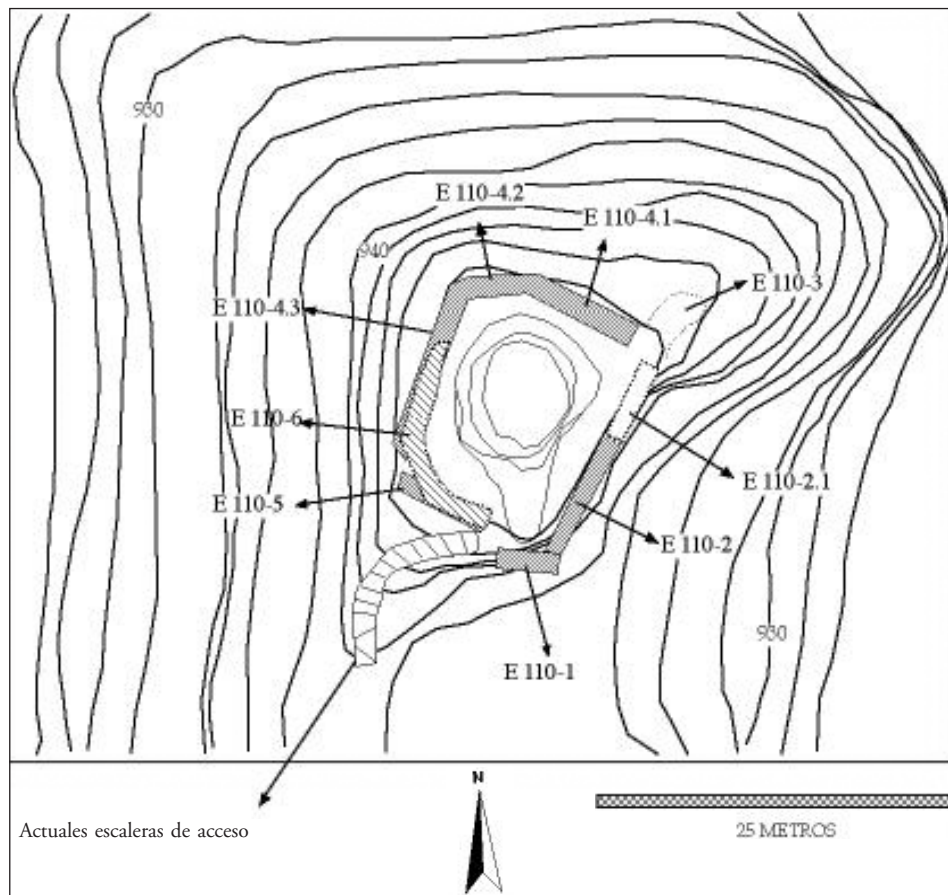 930
E 110-4.2
E 110-4.1
940
E 110-3
E 110-4.3
E 110-6
E 110-2.1
E 110-5
E 110-2
930
E 110-1
N
Actuales escaleras de acceso
25 METROS